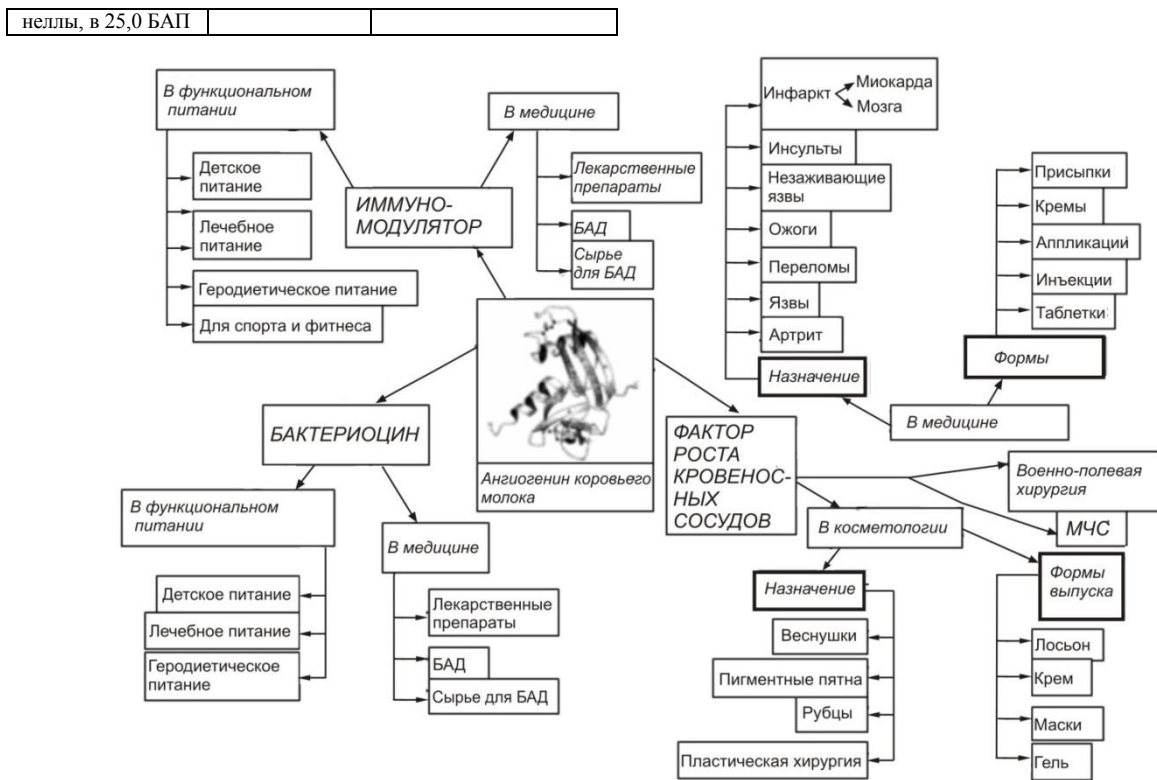 неллы, в 25,0 БАП
В функциональном
питании
Детское
питание
Лечебное
питание
Геродиетическое питание
Для спорта и фитнеса
В медицине
Лекарственные
препараты
БАД
Сырье
для БАД
ИММУНО-
МОДУЛЯТОР
Инфаркт
Миокарда
Мозга
Инсульты
Незаживающие
язвы
Ожоги
Переломы
Язвы
Артрит
Назначение
Присыпки
Кремы
Аппликаций
Инъекции
Таблетки:
Формы
В медицине
Ангиогенин коровьего
молока
БАКТЕРИОЦИН
В функциональном
питании
Детское питание
Лечебное питание
Геродиетическое
питание
В медицине
Лекарственные
препараты
БАД
Сырье для БАД
ФАКТОР
РОСТА
КРОВЕНОС-
НЫХ
СОСУДОВ
Военно-полевая
хирургия
МЧС
В косметологии
Назначение
Веснушки
Пигментные пятна
Рубцы
Пластическая хирургия
Формы
выпуска
Лосьон
Крем
Маски
Гель